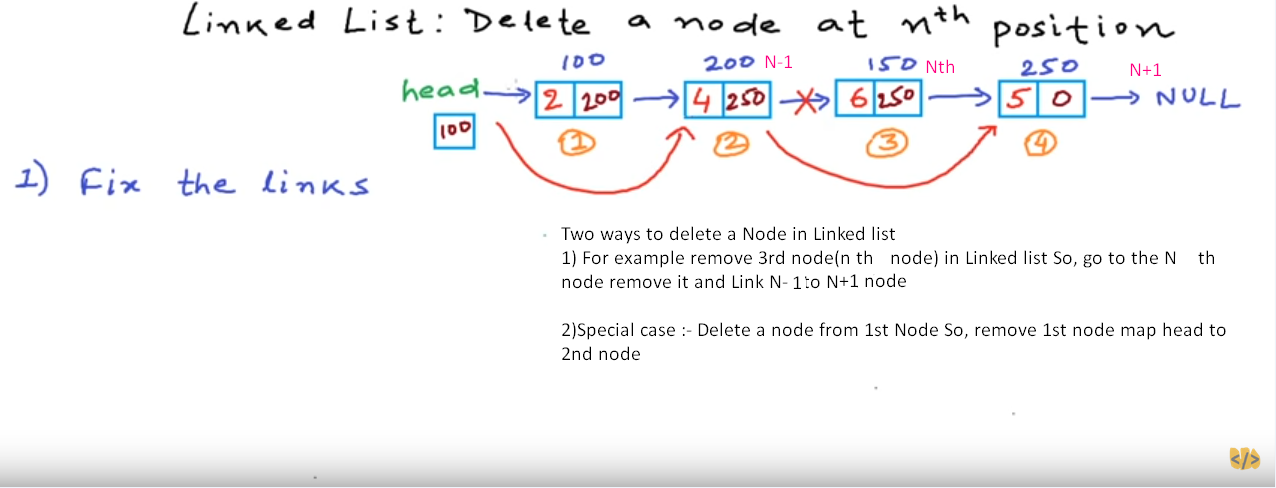 Linked List: Delete a node at nth position
100 200 N-1 150 Nth 250 N+1
head 2 200 4 250 6 250 5 0 NULL
100 1 2 3 4
1) Fix the links
Two ways to delete a Node in Linked list
1) For example remove 3rd node(n th node) in Linked list So, go to the N th
node remove it and Link N- 1 to N+1 node
2)Special case :- Delete a node from 1st Node So, remove 1st node map head to
2nd node
</>